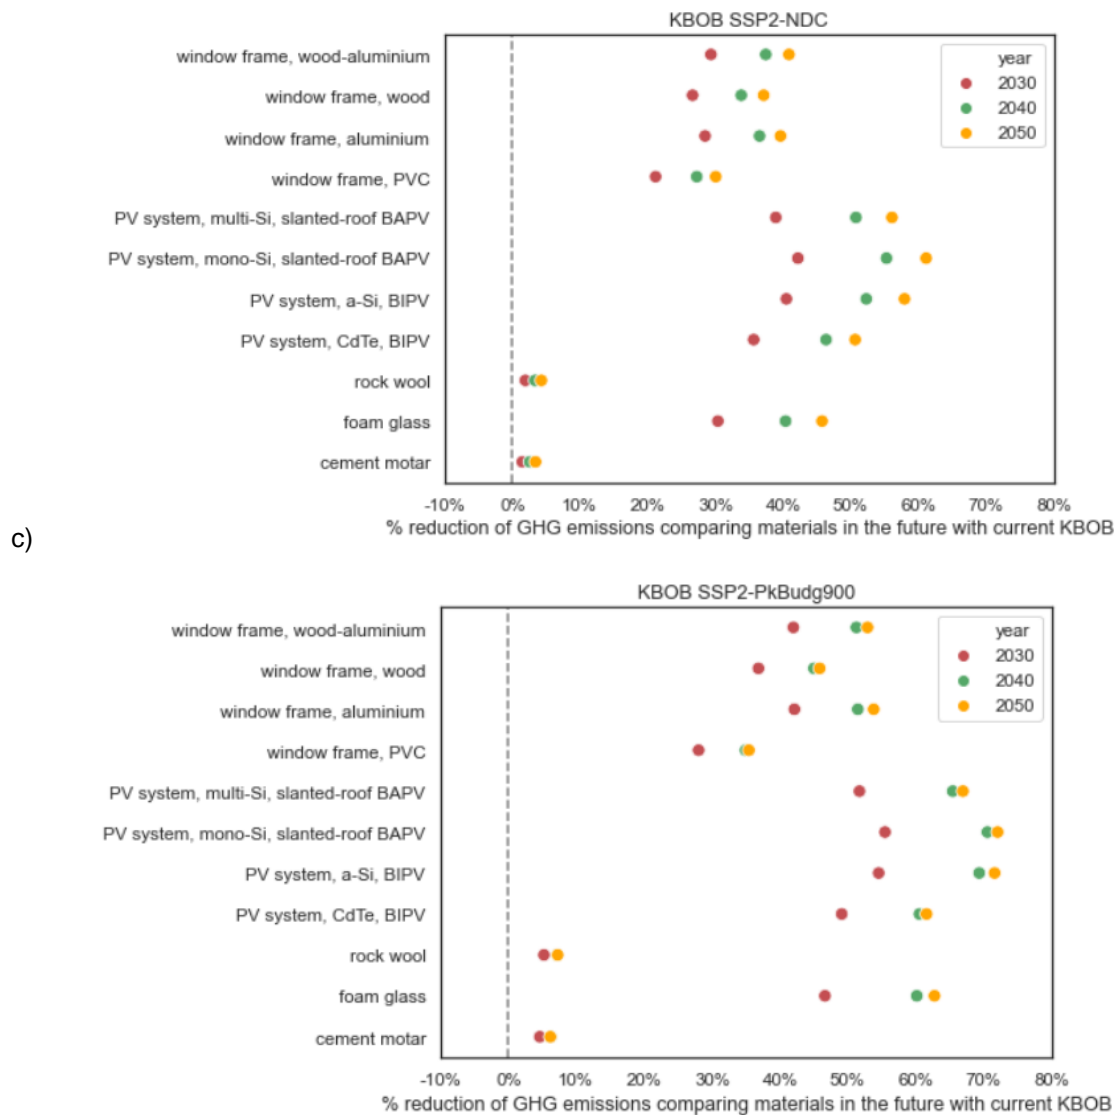 KBOB SSP2-NDC
window frame, wood-aluminium
window frame, wood
window frame, aluminium
window frame, PVC
PV system, multi-Si, slanted-roof BAPV
PV system, mono-Si, slanted-roof BAPV
PV system, a-Si, BIPV
PV system, CdTe, BIPV
rock wool
foam glass
cement motar
year
2030
2040
2050
-10% 0% 10% 20% 30% 40% 50% 60% 70% 80%
% reduction of GHG emissions comparing materials in the future with current KBOB
c)
KBOB SSP2-PkBudg900
window frame, wood-aluminium
window frame, wood
window frame, aluminium
window frame, PVC
PV system, multi-Si, slanted-roof BAPV
PV system, mono-Si, slanted-roof BAPV
PV system, a-Si, BIPV
PV system, CdTe, BIPV
rock wool
foam glass
cement motar
year
2030
2040
2050
-10% 0% 10% 20% 30% 40% 50% 60% 70% 80%
% reduction of GHG emissions comparing materials in the future with current KBOB